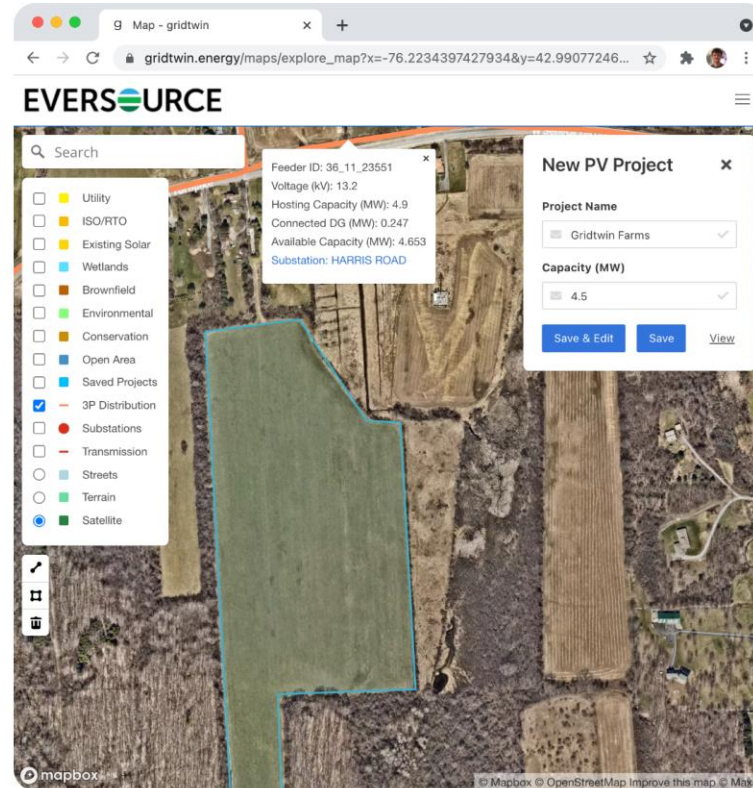 g Map - gridtwin
gridtwin.energy/maps/explore_map?x=-76.2234397427934&y=42.99077246...
EVERSOURCE
Search
Utility
ISO/RTO
Existing Solar
Wetlands
Brownfield
Environmental
Conservation
Open Area
Saved Projects
3P Distribution
Substations
Transmission
Streets
Terrain
Satellite
Feeder ID: 36_11_23551
Voltage (kV): 13.2
Hosting Capacity (MW): 4.9
Connected DG (MW): 0.247
Available Capacity (MW): 4.653
Substation: HARRIS ROAD
New PV Project
Project Name
Gridtwin Farms
Capacity (MW)
4.5
Save & Edit Save View
mapbox
© Mapbox © OpenStreetMap Improve this map © Max